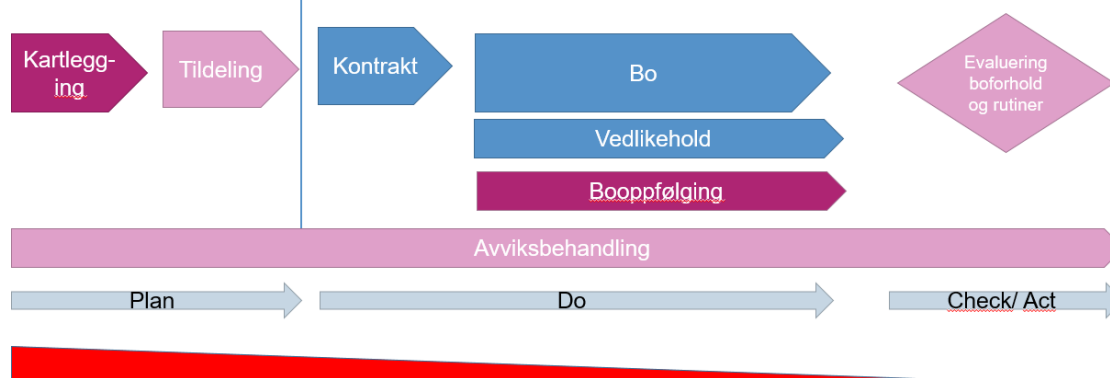 Kartlegg-
ing
Tildeling
Kontrakt
Bo
Evaluering
boforhold
og rutiner
Vedlikehold
Booppfølging
Avviksbehandling
Plan
Do
Check/ Act